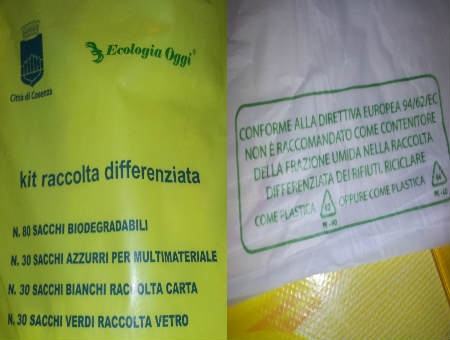 Città di Cosenza
Ecologia Oggi
kit raccolta differenziata
N. 80 SACCHI BIODEGRADABILI
N. 30 SACCHI AZZURRI PER MULTIMATERIALE
N. 30 SACCHI BIANCHI RACCOLTA CARTA
N. 30 SACCHI VERDI RACCOLTA VETRO
CONFORME ALLA DIRETTIVA EUROPEA 94/62/EC
NON È RACCOMANDATO COME CONTENITORE
DELLA FRAZIONE UMIDA NELLA RACCOLTA
DIFFERENZIATA DEI RIFIUTI RICICLARE
COME PLASTICA OPPURE COME PLASTICA